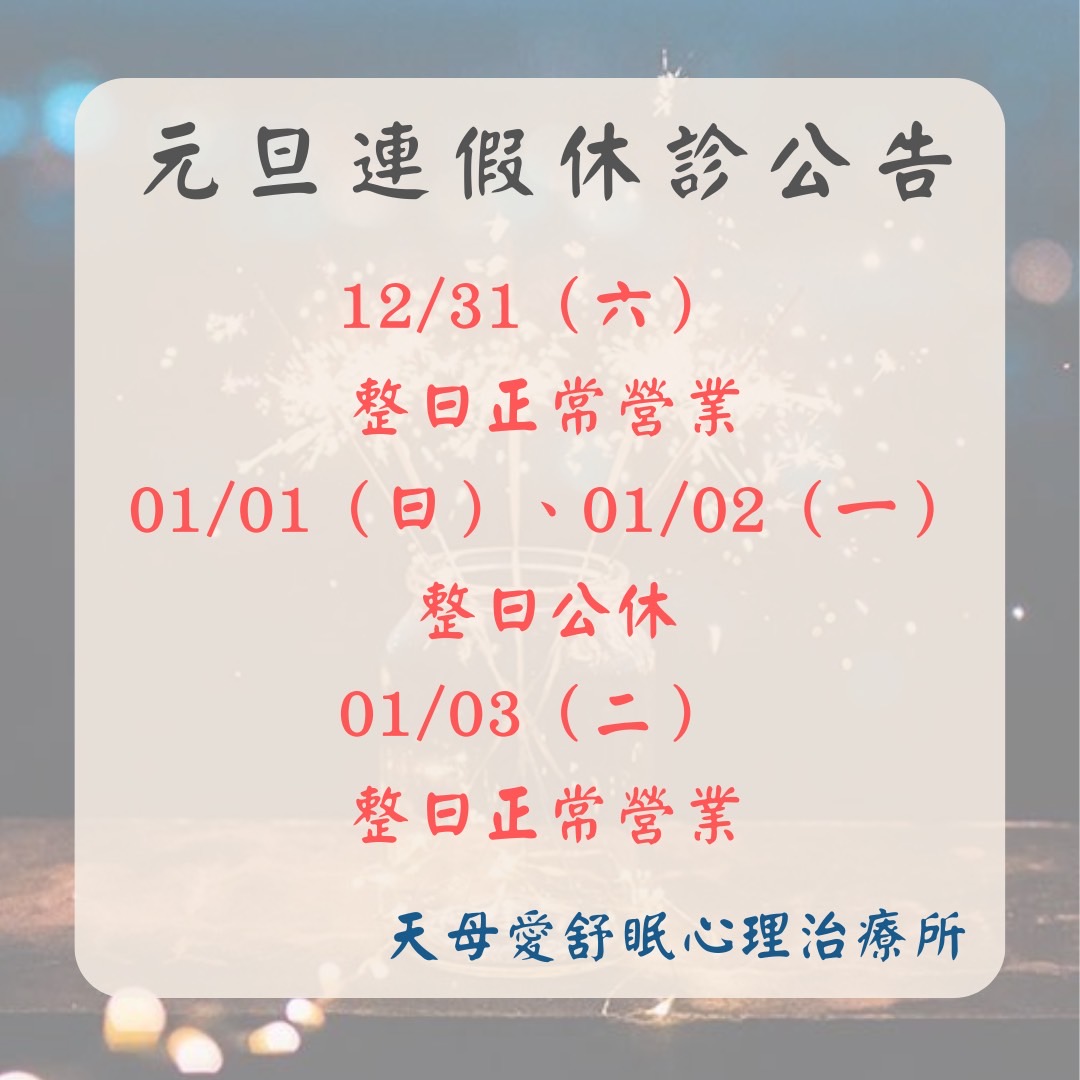 元旦連假休診公告
12/31（六）
整日正常營業
01/01（日）、01/02（一）
整日公休
01/03（二）
整日正常營業
天母愛舒眠心理治療所